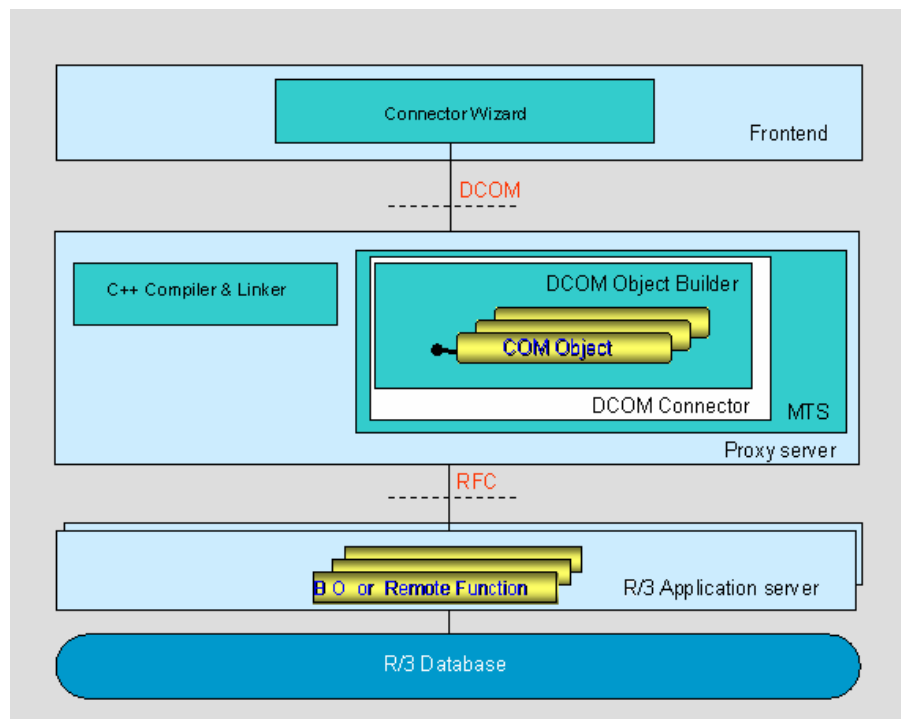 Connector Wizard
Frontend
DCOM
C++ Compiler & Linker
DCOM Object Builder
COM Object
DCOM Connector
MTS
Proxy server
RFC
B O or Remote Function
R/3 Application server
R/3 Database